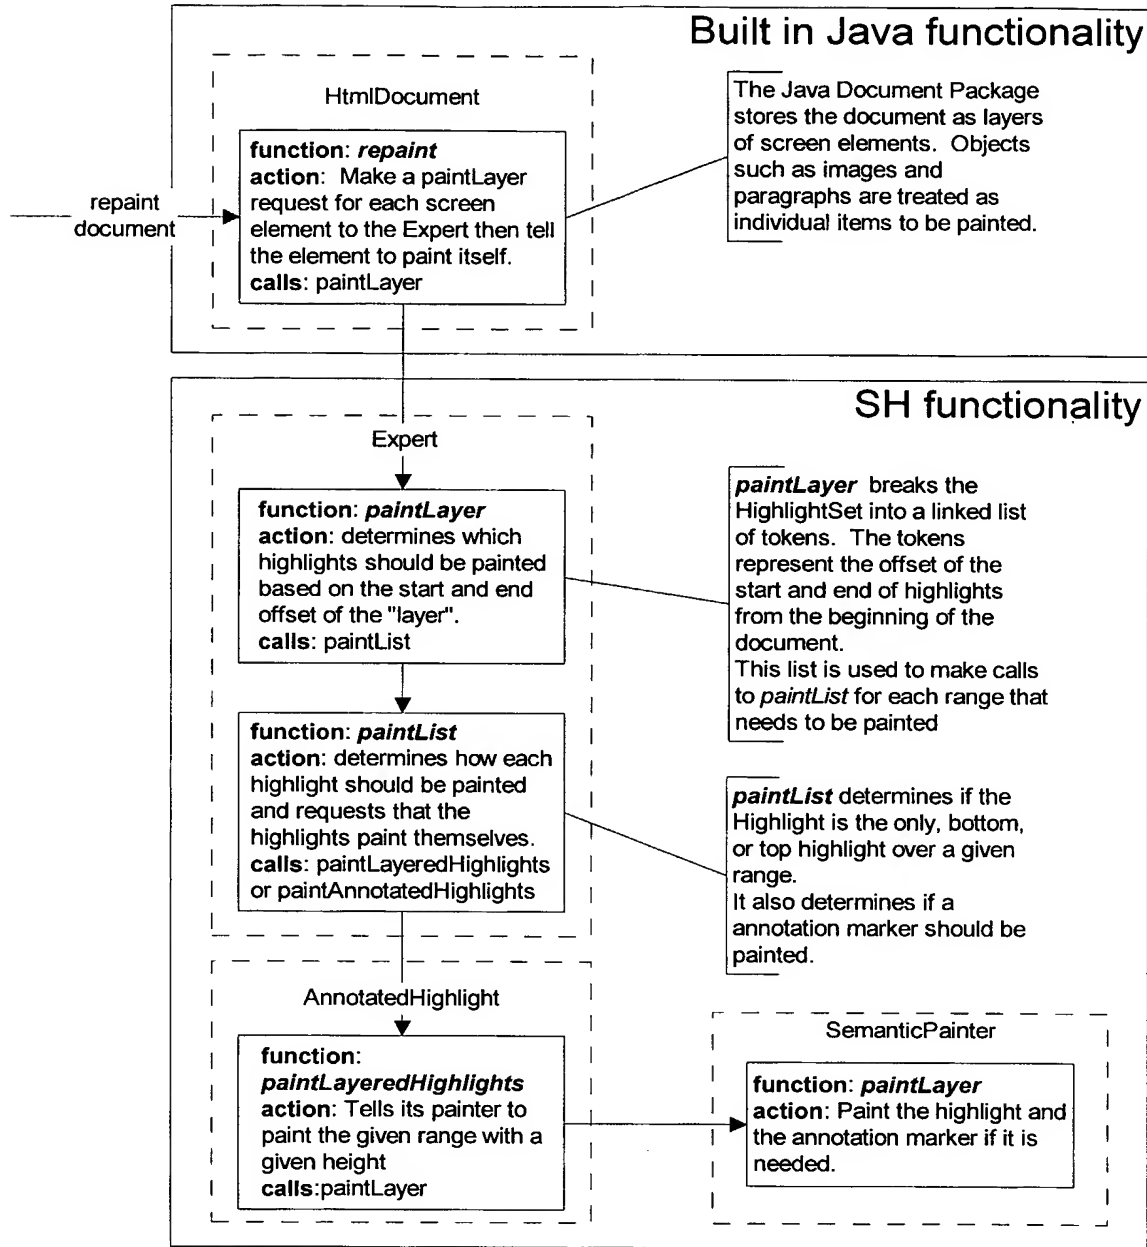 Built in Java functionality
HtmlDocument
function: repaint
action: Make a paintLayer
request for each screen
element to the Expert then tell
the element to paint itself.
calls: paintLayer
The Java Document Package
stores the document as layers
of screen elements. Objects
such as images and
paragraphs are treated as
individual items to be painted.
repaint
document
SH functionality
Expert
function: paintLayer
action: determines which
highlights should be painted
based on the start and end
offset of the "layer".
calls: paintList
paintLayer breaks the
HighlightSet into a linked list
of tokens. The tokens
represent the offset of the
start and end of highlights
from the beginning of the
document.
This list is used to make calls
to paintList for each range that
needs to be painted
function: paintList
action: determines how each
highlight should be painted
and requests that the
highlights paint themselves.
calls: paintLayeredHighlights
or paintAnnotatedHighlights
paintList determines if the
Highlight is the only, bottom,
or top highlight over a given
range.
It also determines if a
annotation marker should be
painted.
AnnotatedHighlight
function:
paintLayeredHighlights
action: Tells its painter to
paint the given range with a
given height
calls:paintLayer
SemanticPainter
function: paintLayer
action: Paint the highlight and
the annotation marker if it is
needed.